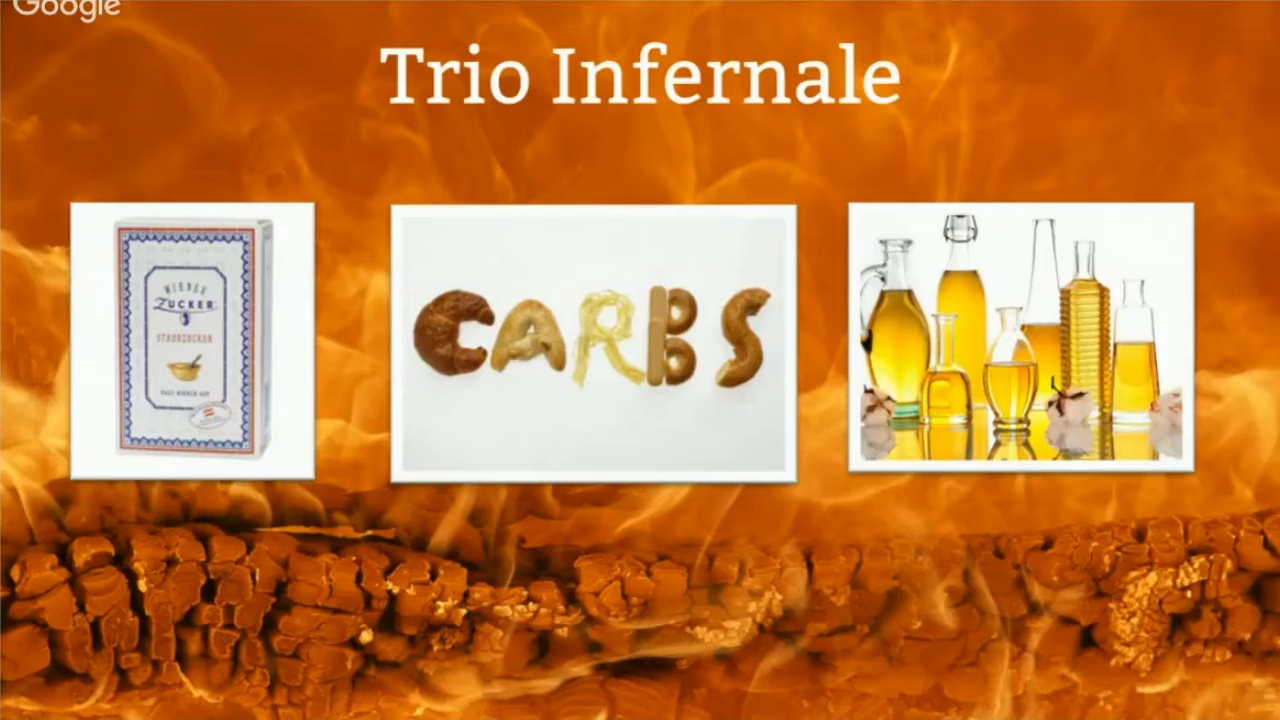 Google
Trio Infernale
WIENER
ZUCKER
STAUBZUCKER
CARBS